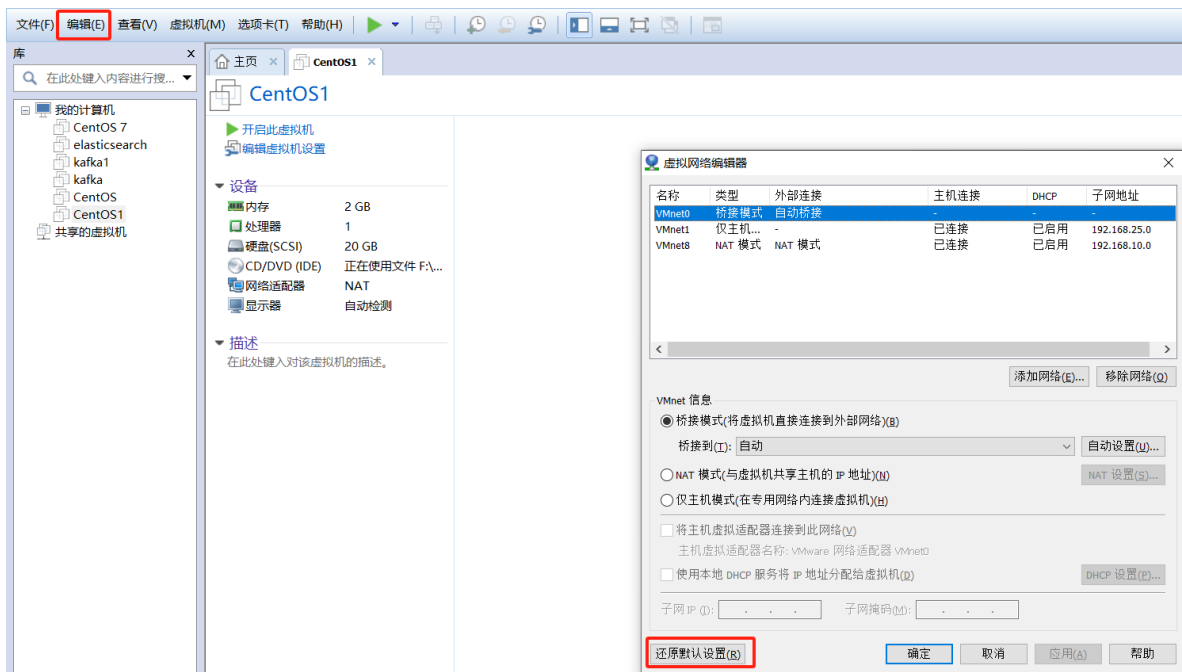 文件(F) 编辑(E) 查看(V) 虚拟机(M) 选项卡(T) 帮助(H)
库 x
在此处键入内容进行搜...
我的计算机
CentOS 7
elasticsearch
kafka1
kafka
CentOS
CentOS1
共享的虚拟机
主页 × CentOS1 ×
CentOS1
开启此虚拟机
编辑虚拟机设置
设备
内存 2 GB
处理器 1
硬盘(SCSI) 20 GB
CD/DVD (IDE) 正在使用文件 F:\...
网络适配器 NAT
显示器 自动检测
描述
在此处键入对该虚拟机的描述。
虚拟网络编辑器
名称 类型 外部连接 主机连接 DHCP 子网地址
VMnet0 桥接模式 自动桥接 - - -
VMnet1 仅主机... - 已连接 已启用 192.168.25.0
VMnet8 NAT 模式 NAT 模式 已连接 已启用 192.168.10.0
添加网络(E)... 移除网络(O)
VMnet 信息
桥接模式(将虚拟机直接连接到外部网络)(B)
桥接到(T): 自动 自动设置(U)...
NAT 模式(与虚拟机共享主机的 IP 地址)(N) NAT 设置(S)...
仅主机模式(在专用网络内连接虚拟机)(H)
将主机虚拟适配器连接到此网络(V)
主机虚拟适配器名称: VMware 网络适配器 VMnet0
使用本地 DHCP 服务将 IP 地址分配给虚拟机(D) DHCP 设置(P)...
子网 IP (I): . . . 子网掩码(M): . . .
还原默认设置(R) 确定 取消 应用(A) 帮助